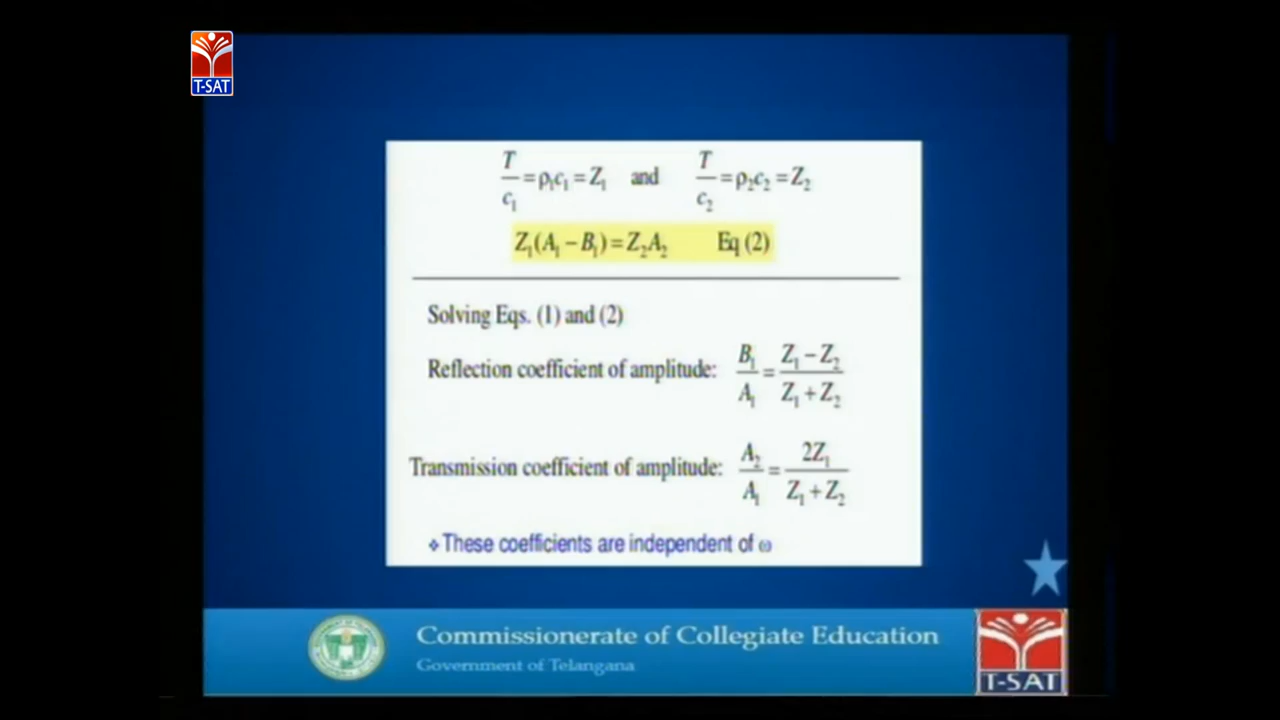 T-SAT
T/c₁ = ρ₁c₁ = Z₁ and T/c₂ = ρ₂c₂ = Z₂
Z₁(A₁ − B₁) = Z₂A₂ Eq (2)
Solving Eqs. (1) and (2)
Reflection coefficient of amplitude: B₁/A₁ = (Z₁ − Z₂)/(Z₁ + Z₂)
Transmission coefficient of amplitude: A₂/A₁ = 2Z₁/(Z₁ + Z₂)
❖ These coefficients are independent of ω
Commissionerate of Collegiate Education
Government of Telangana
T-SAT